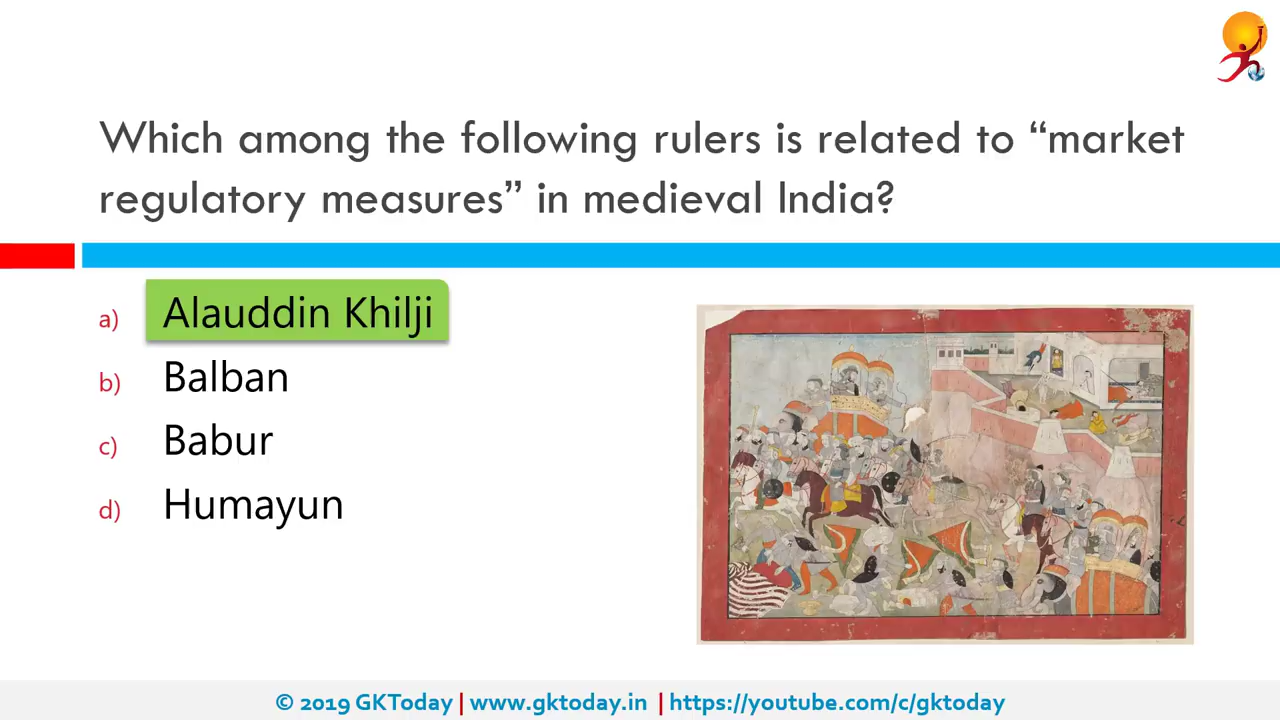 Which among the following rulers is related to “market
regulatory measures” in medieval India?
a) Alauddin Khilji
b) Balban
c) Babur
d) Humayun
© 2019 GKToday | www.gktoday.in | https://youtube.com/c/gktoday